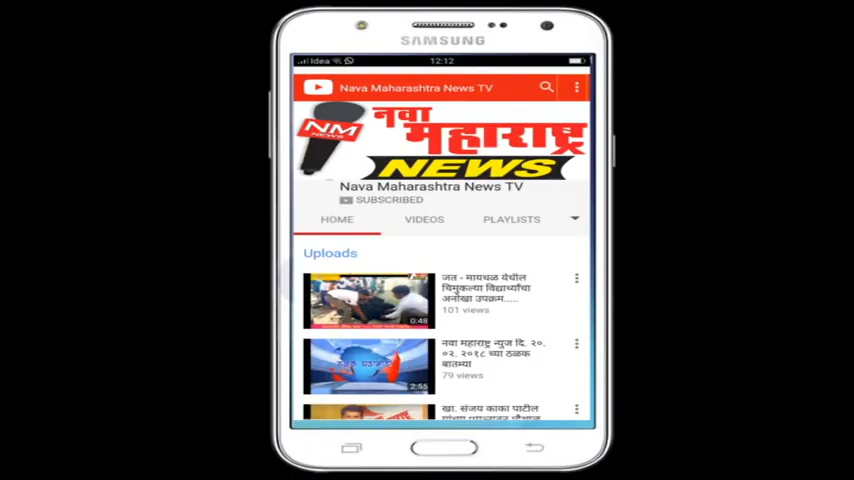 SAMSUNG
Idea
12:12
Nava Maharashtra News TV
NM
NEWS
नवा
महाराष्ट्र
NEWS
Nava Maharashtra News TV
SUBSCRIBED
HOME VIDEOS PLAYLISTS
Uploads
जत - मायथळ येथील
चिमुकल्या विद्यार्थ्यांचा
अनोखा उपक्रम.....
101 views
0:48
नवा महाराष्ट्र न्युज दि. २०.
०२. २०१८ च्या ठळक
बातम्या
79 views
2:55
खा. संजय काका पाटील